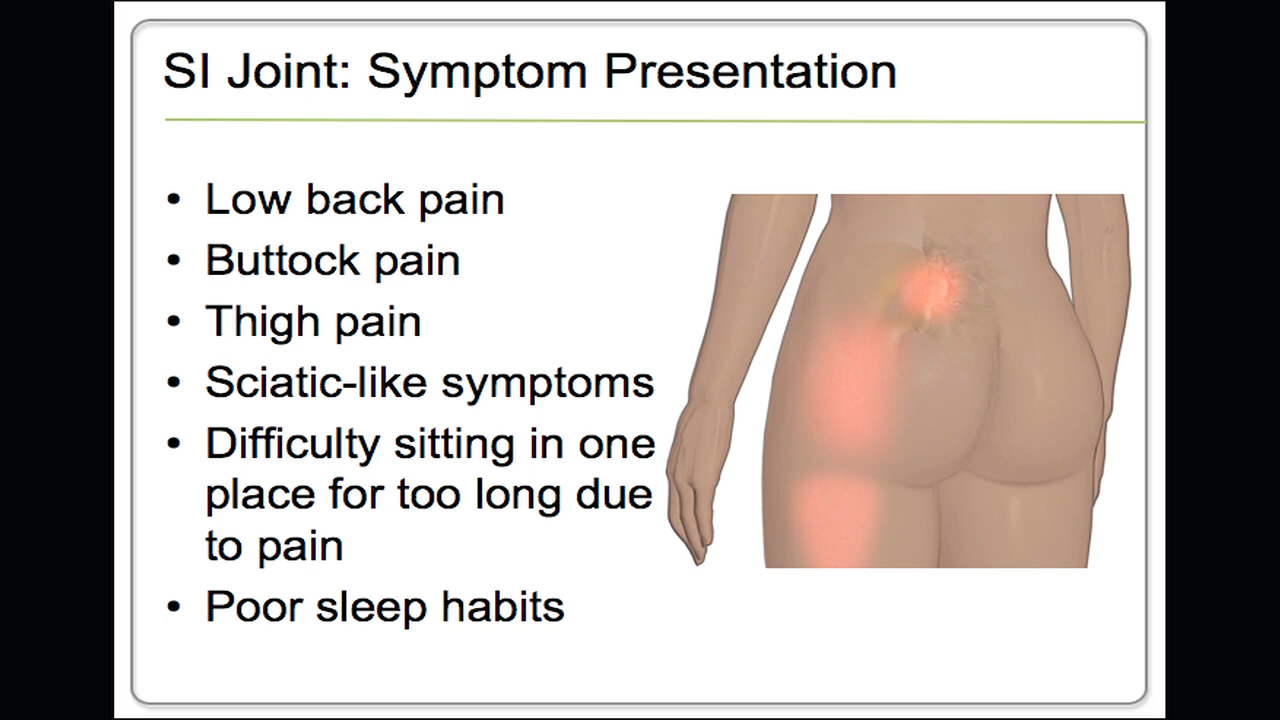 SI Joint: Symptom Presentation
• Low back pain
• Buttock pain
• Thigh pain
• Sciatic-like symptoms
• Difficulty sitting in one
place for too long due
to pain
• Poor sleep habits